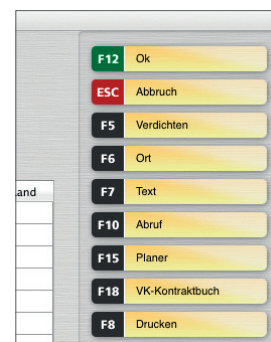 F12 Ok
ESC Abbruch
F5 Verdichten
F6 Ort
and F7 Text
F10 Abruf
F15 Planer
F18 VK-Kontraktbuch
F8 Drucken